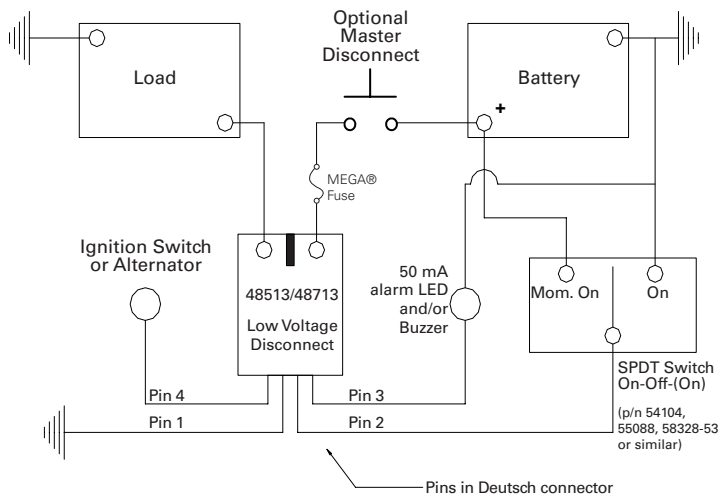 Optional
Master
Disconnect
Load
Battery
+
MEGA®
Fuse
Ignition Switch
or Alternator
48513/48713
Low Voltage
Disconnect
50 mA
alarm LED
and/or
Buzzer
Mom. On
On
SPDT Switch
On-Off-(On)
(p/n 54104,
55088, 58328-53
or similar)
Pin 4
Pin 3
Pin 1
Pin 2
Pins in Deutsch connector